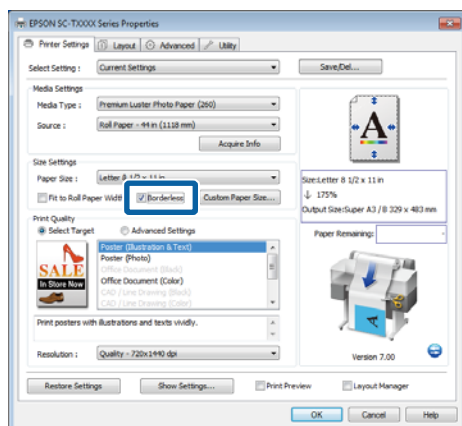 EPSON SC-TXXXX Series Properties
Printer Settings Layout Advanced Utility
Select Setting : Current Settings Save/Del...
Media Settings
Media Type : Premium Luster Photo Paper (260)
Source : Roll Paper - 44 in (1118 mm)
Acquire Info
A
Size Settings
Paper Size : Letter 8 1/2 x 11 in
Fit to Roll Paper Width Borderless Custom Paper Size...
Size:Letter 8 1/2 x 11 in
175%
Output Size:Super A3 / B 329 x 483 mm
Print Quality
Select Target Advanced Settings
Paper Remaining:
SALE
In Store Now
Poster (Illustration & Text)
Poster (Photo)
Office Document (Black)
Office Document (Color)
CAD / Line Drawing (Black)
CAD / Line Drawing (Color)
Print posters with illustrations and texts vividly.
Resolution : Quality - 720x1440 dpi
Version 7.00
Restore Settings Show Settings... Print Preview Layout Manager
OK Cancel Help